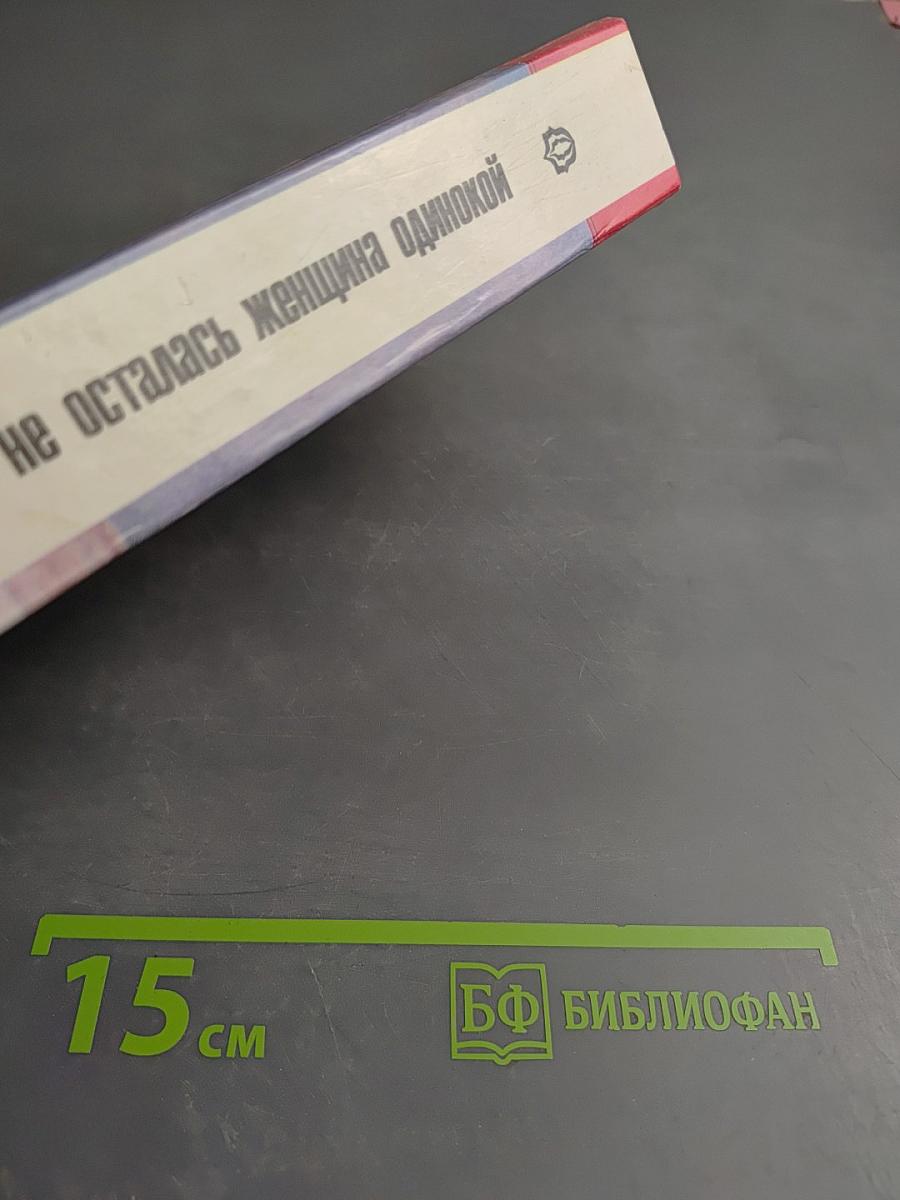 не осталась женщина одинокой
15 см
БФ БИБЛИОФАН